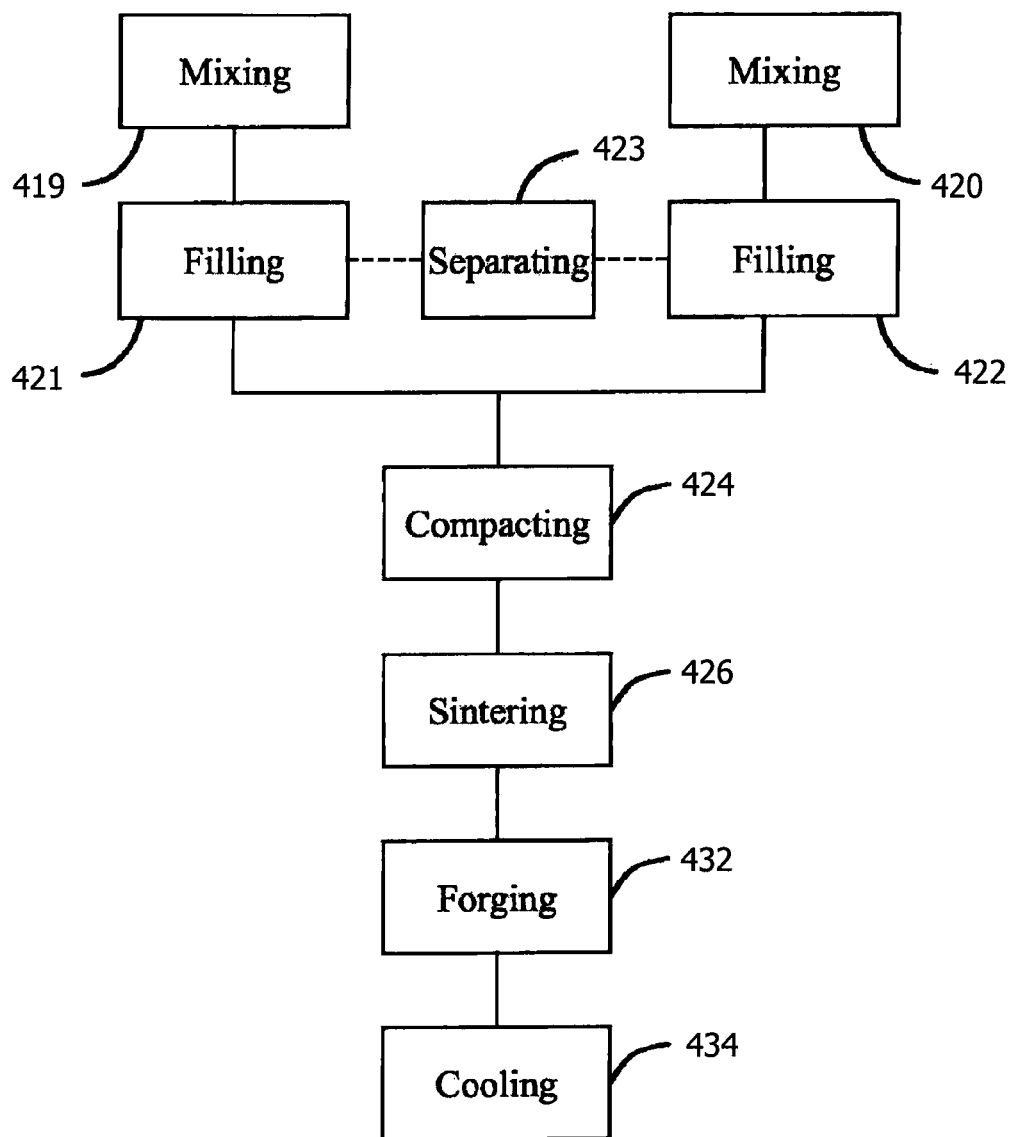 Mixing
Mixing
423
419
420
Filling
Separating
Filling
421
422
424
Compacting
426
Sintering
432
Forging
434
Cooling